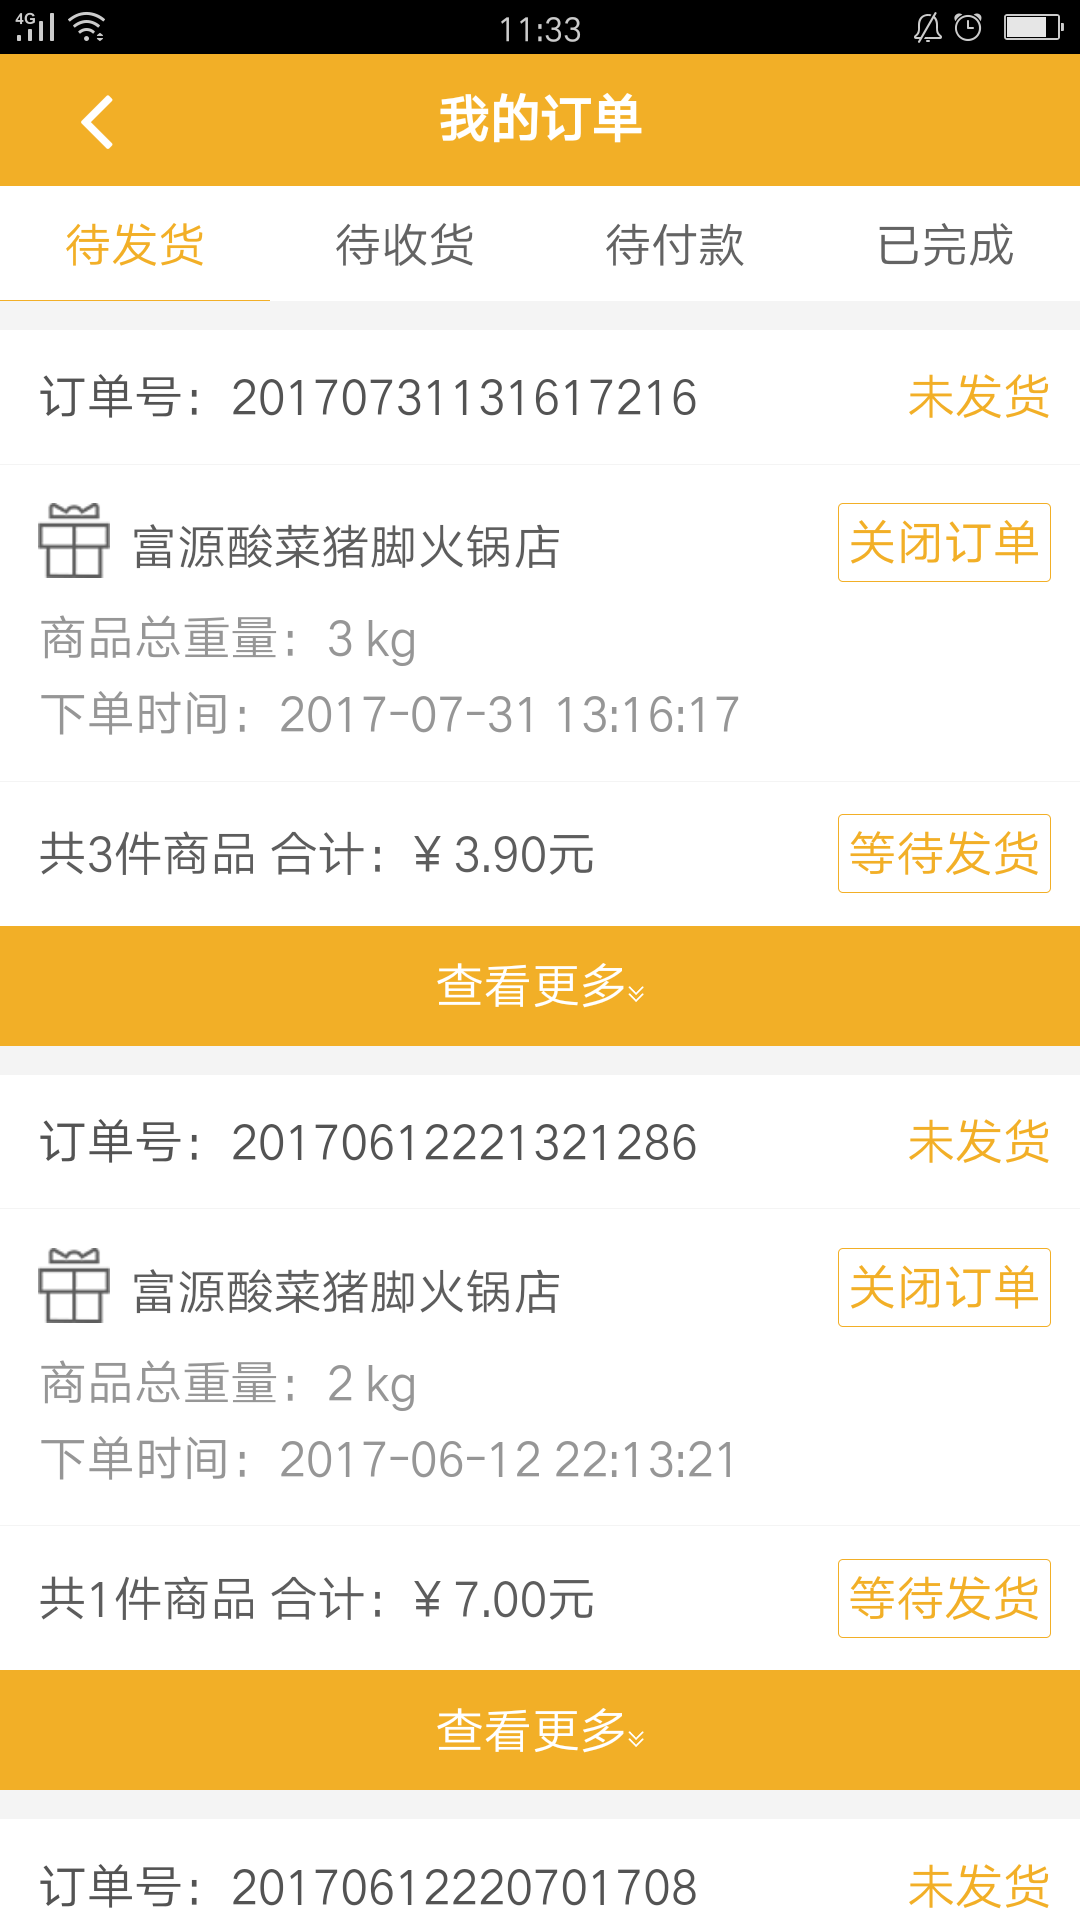 4G 11:33
我的订单
待发货 待收货 待付款 已完成
订单号：20170731131617216 未发货
富源酸菜猪脚火锅店 关闭订单
商品总重量：3 kg
下单时间：2017-07-31 13:16:17
共3件商品 合计：￥3.90元 等待发货
查看更多
订单号：20170612221321286 未发货
富源酸菜猪脚火锅店 关闭订单
商品总重量：2 kg
下单时间：2017-06-12 22:13:21
共1件商品 合计：￥7.00元 等待发货
查看更多
订单号：20170612220701708 未发货